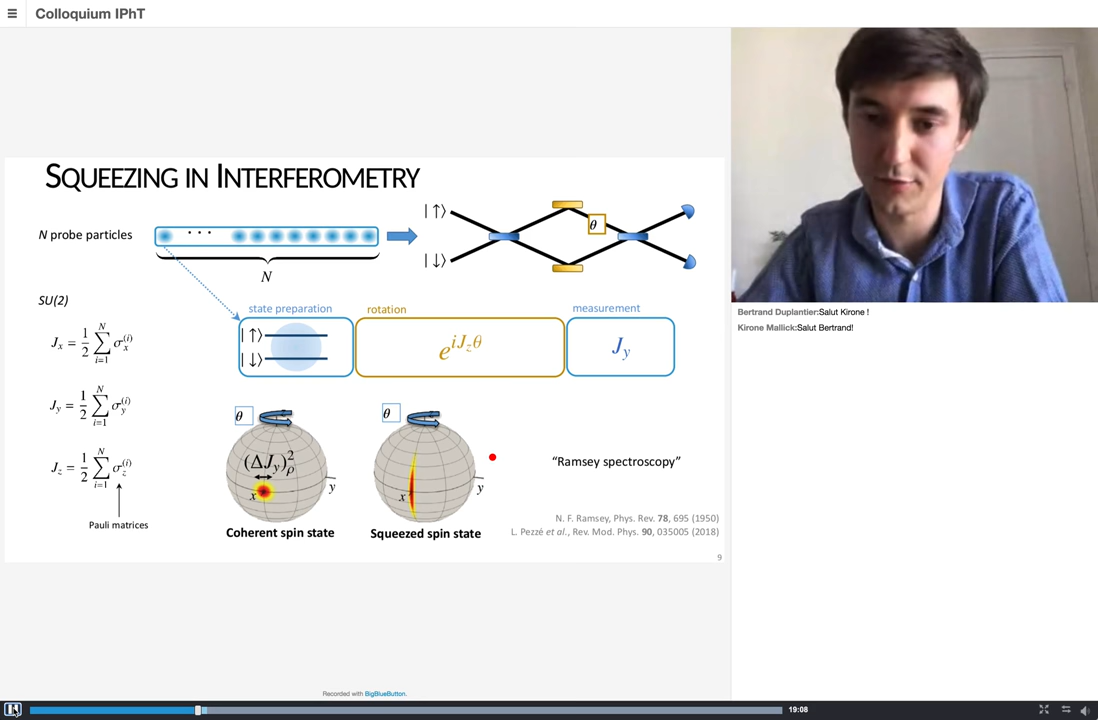 Colloquium IPhT
SQUEEZING IN INTERFEROMETRY
N probe particles
· · ·
N
|↑⟩
|↓⟩
θ
SU(2)
J_x = 1/2 ∑_{i=1}^{N} σ_x^{(i)}
J_y = 1/2 ∑_{i=1}^{N} σ_y^{(i)}
J_z = 1/2 ∑_{i=1}^{N} σ_z^{(i)}
Pauli matrices
state preparation
rotation
measurement
|↑⟩
|↓⟩
e^{iJ_zθ}
J_y
θ
(ΔJ_y)^2_ρ
x
y
Coherent spin state
θ
x
y
Squeezed spin state
“Ramsey spectroscopy”
N. F. Ramsey, Phys. Rev. 78, 695 (1950)
L. Pezzé et al., Rev. Mod. Phys. 90, 035005 (2018)
9
Bertrand Duplantier:Salut Kirone !
Kirone Mallick:Salut Bertrand!
Recorded with BigBlueButton.
19:08